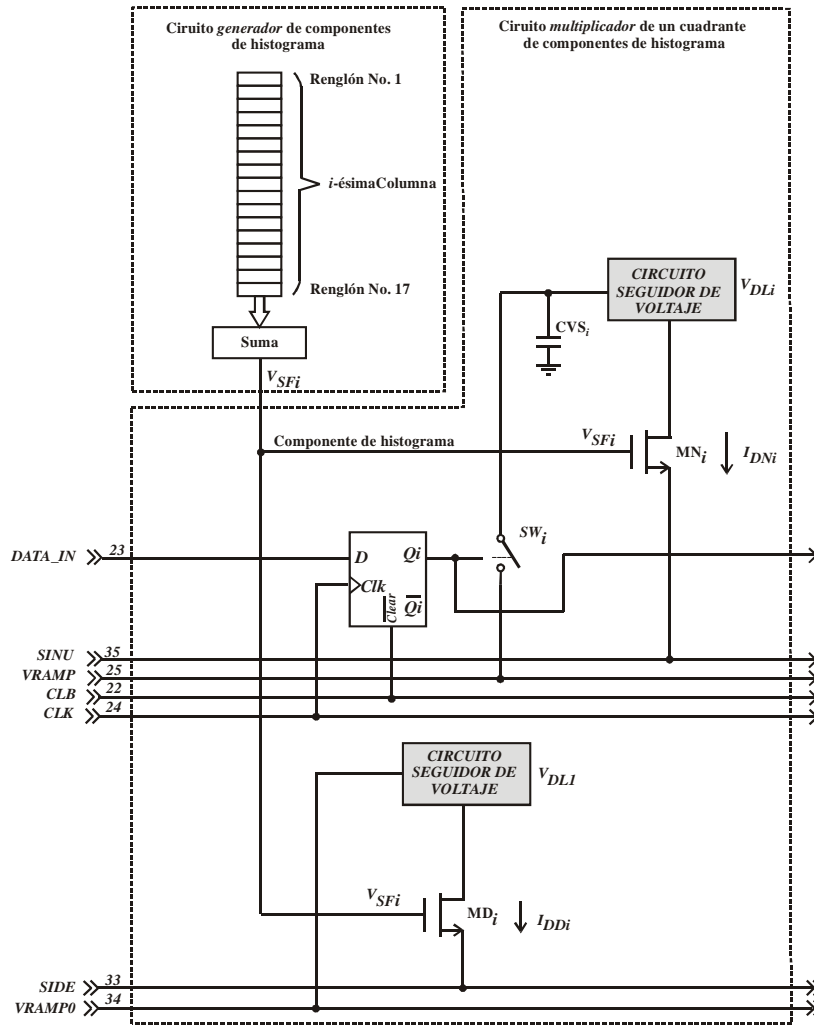 Ciruito generador de componentes
de histograma
Ciruito multiplicador de un cuadrante
de componentes de histograma
Renglón No. 1
i-ésimaColumna
Renglón No. 17
Suma
VSFi
CIRCUITO
SEGUIDOR DE
VOLTAJE
VDLi
CVSi
Componente de histograma
VSFi
MNi
IDNi
SWi
DATA_IN
23
D
Qi
Clk
Clear
Qi
SINU
35
VRAMP
25
CLB
22
CLK
24
CIRCUITO
SEGUIDOR DE
VOLTAJE
VDL1
VSFi
MDi
IDDi
SIDE
33
VRAMP0
34